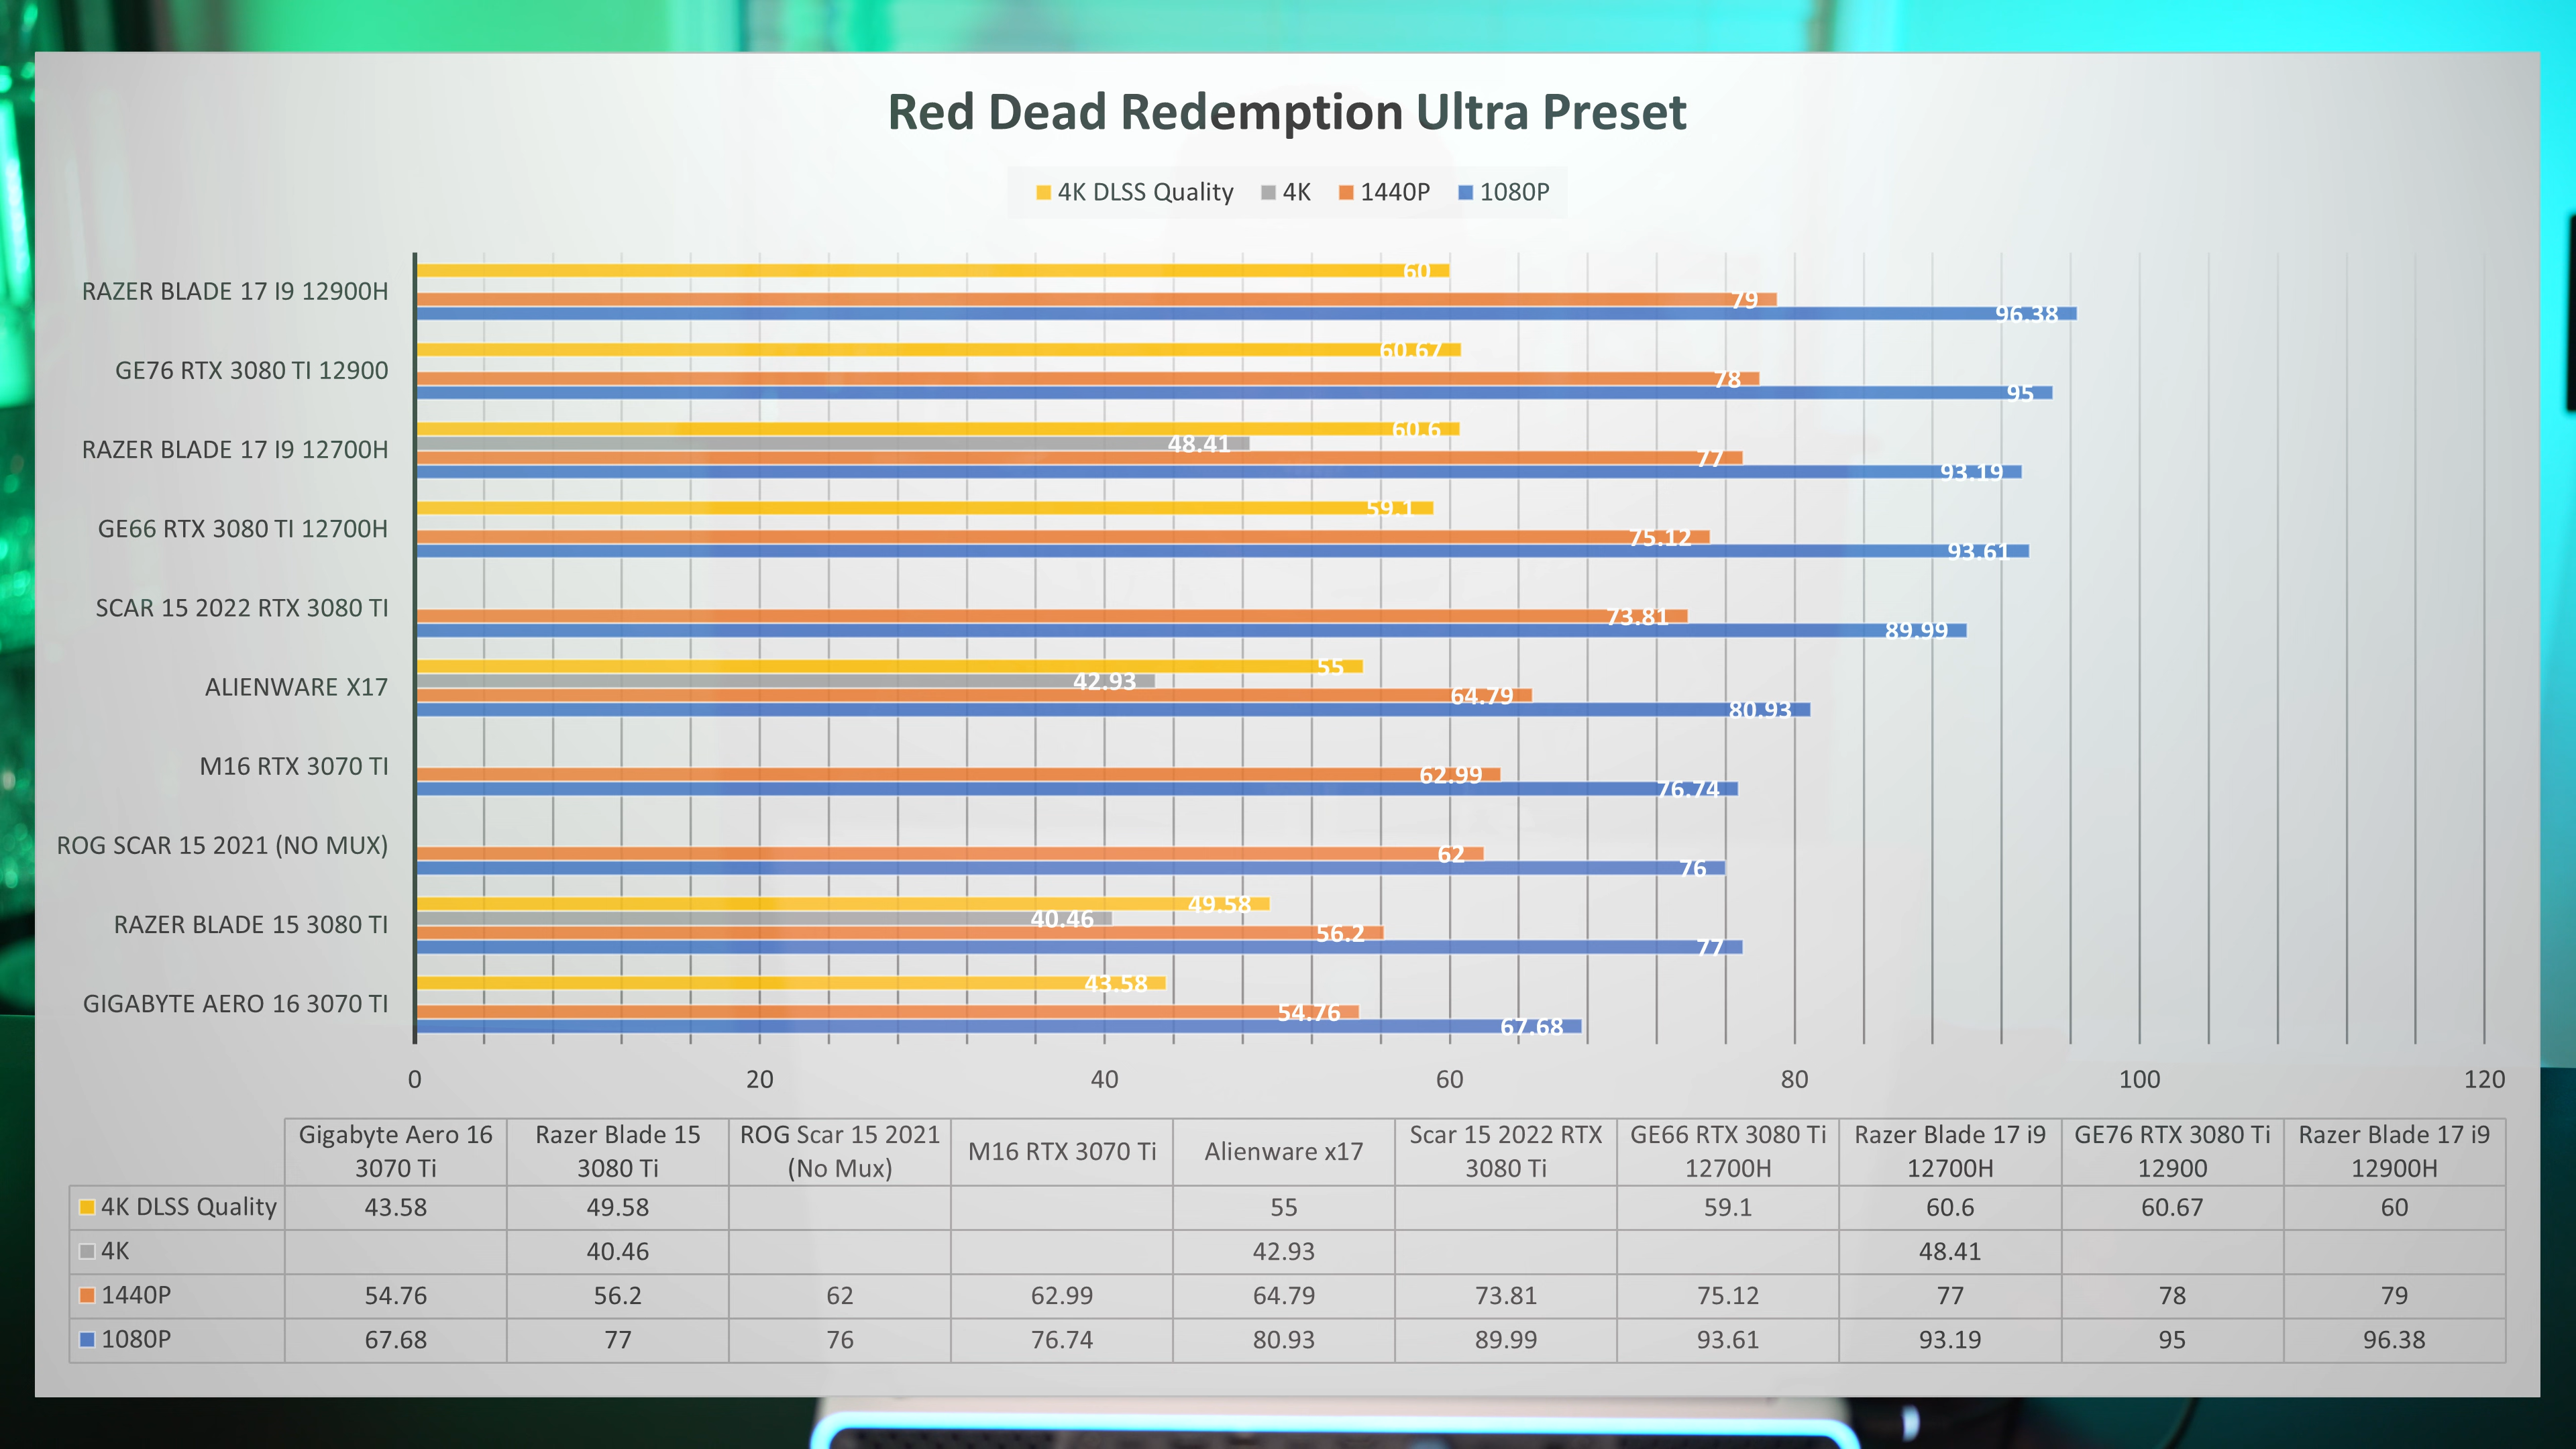 Red Dead Redemption Ultra Preset
4K DLSS Quality 4K 1440P 1080P
RAZER BLADE 17 I9 12900H
60
79
96.38
GE76 RTX 3080 TI 12900
60.67
78
95
RAZER BLADE 17 I9 12700H
60.6
48.41
77
93.19
GE66 RTX 3080 TI 12700H
59.1
75.12
93.61
SCAR 15 2022 RTX 3080 TI
73.81
89.99
ALIENWARE X17
55
42.93
64.79
80.93
M16 RTX 3070 TI
62.99
76.74
ROG SCAR 15 2021 (NO MUX)
62
76
RAZER BLADE 15 3080 TI
49.58
40.46
56.2
77
GIGABYTE AERO 16 3070 TI
43.58
54.76
67.68
0 20 40 60 80 100 120
Gigabyte Aero 16 3070 Ti
Razer Blade 15 3080 Ti
ROG Scar 15 2021 (No Mux)
M16 RTX 3070 Ti
Alienware x17
Scar 15 2022 RTX 3080 Ti
GE66 RTX 3080 Ti 12700H
Razer Blade 17 i9 12700H
GE76 RTX 3080 Ti 12900
Razer Blade 17 i9 12900H
4K DLSS Quality 43.58 49.58 55 59.1 60.6 60.67 60
4K 40.46 42.93 48.41
1440P 54.76 56.2 62 62.99 64.79 73.81 75.12 77 78 79
1080P 67.68 77 76 76.74 80.93 89.99 93.61 93.19 95 96.38